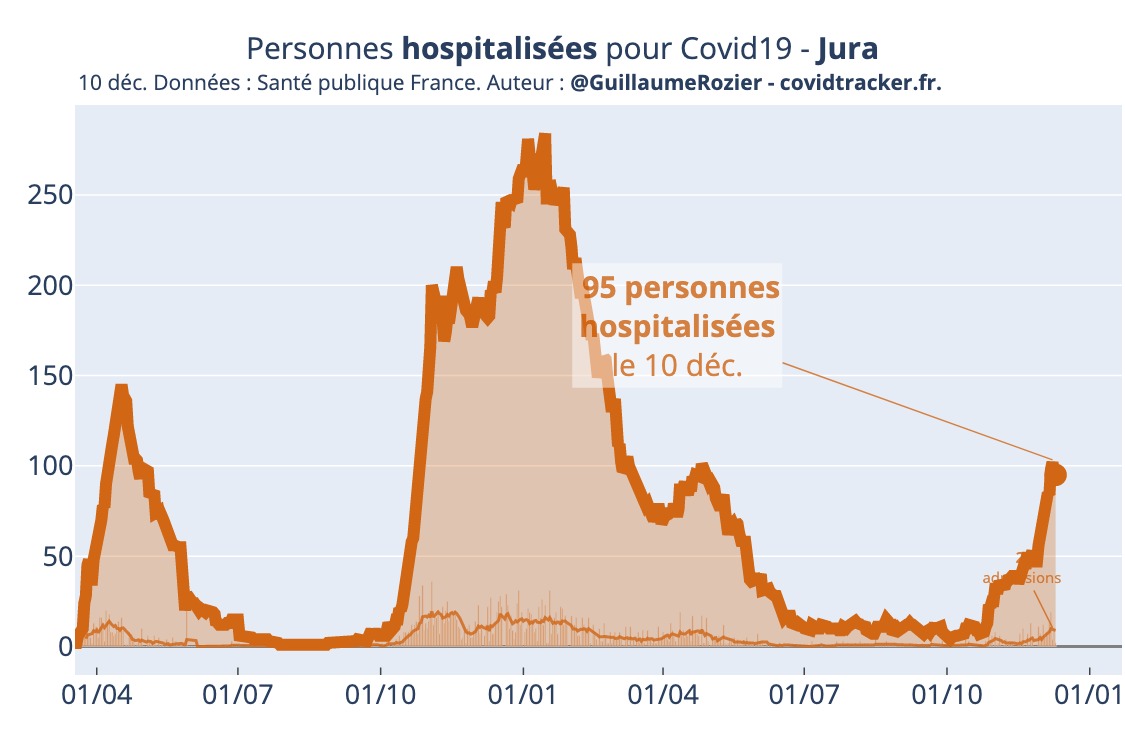 Personnes hospitalisées pour Covid19 - Jura
10 déc. Données : Santé publique France. Auteur : @GuillaumeRozier - covidtracker.fr.
250
200
150
100
50
0
95 personnes
hospitalisées
le 10 déc.
01/04
01/07
01/10
01/01
01/04
01/07
01/10
01/01